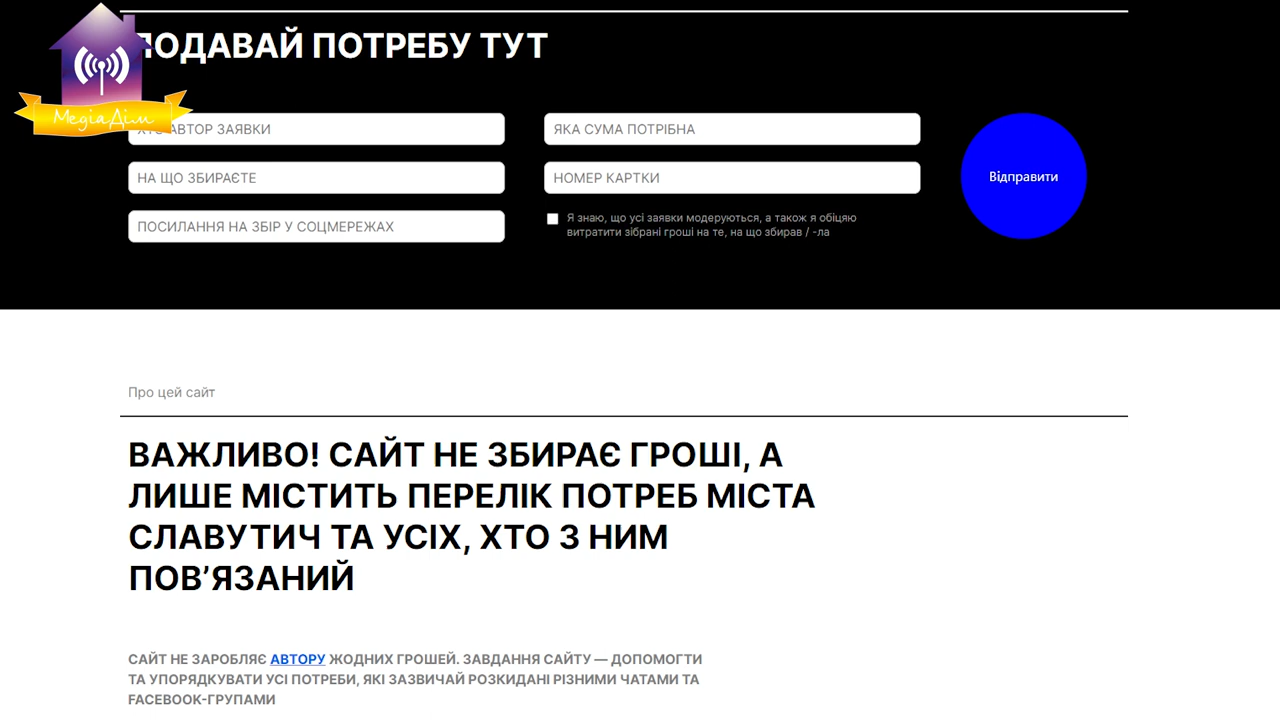 ПОДАВАЙ ПОТРЕБУ ТУТ
МедіаДім
ХТО АВТОР ЗАЯВКИ
ЯКА СУМА ПОТРІБНА
НА ЩО ЗБИРАЄТЕ
НОМЕР КАРТКИ
Відправити
ПОСИЛАННЯ НА ЗБІР У СОЦМЕРЕЖАХ
Я знаю, що усі заявки модеруються, а також я обіцяю
витратити зібрані гроші на те, на що збирав / -ла
Про цей сайт
ВАЖЛИВО! САЙТ НЕ ЗБИРАЄ ГРОШІ, А
ЛИШЕ МІСТИТЬ ПЕРЕЛІК ПОТРЕБ МІСТА
СЛАВУТИЧ ТА УСІХ, ХТО З НИМ
ПОВ’ЯЗАНИЙ
САЙТ НЕ ЗАРОБЛЯЄ АВТОРУ ЖОДНИХ ГРОШЕЙ. ЗАВДАННЯ САЙТУ — ДОПОМОГТИ
ТА УПОРЯДКУВАТИ УСІ ПОТРЕБИ, ЯКІ ЗАЗВИЧАЙ РОЗКИДАНІ РІЗНИМИ ЧАТАМИ ТА
FACEBOOK-ГРУПАМИ